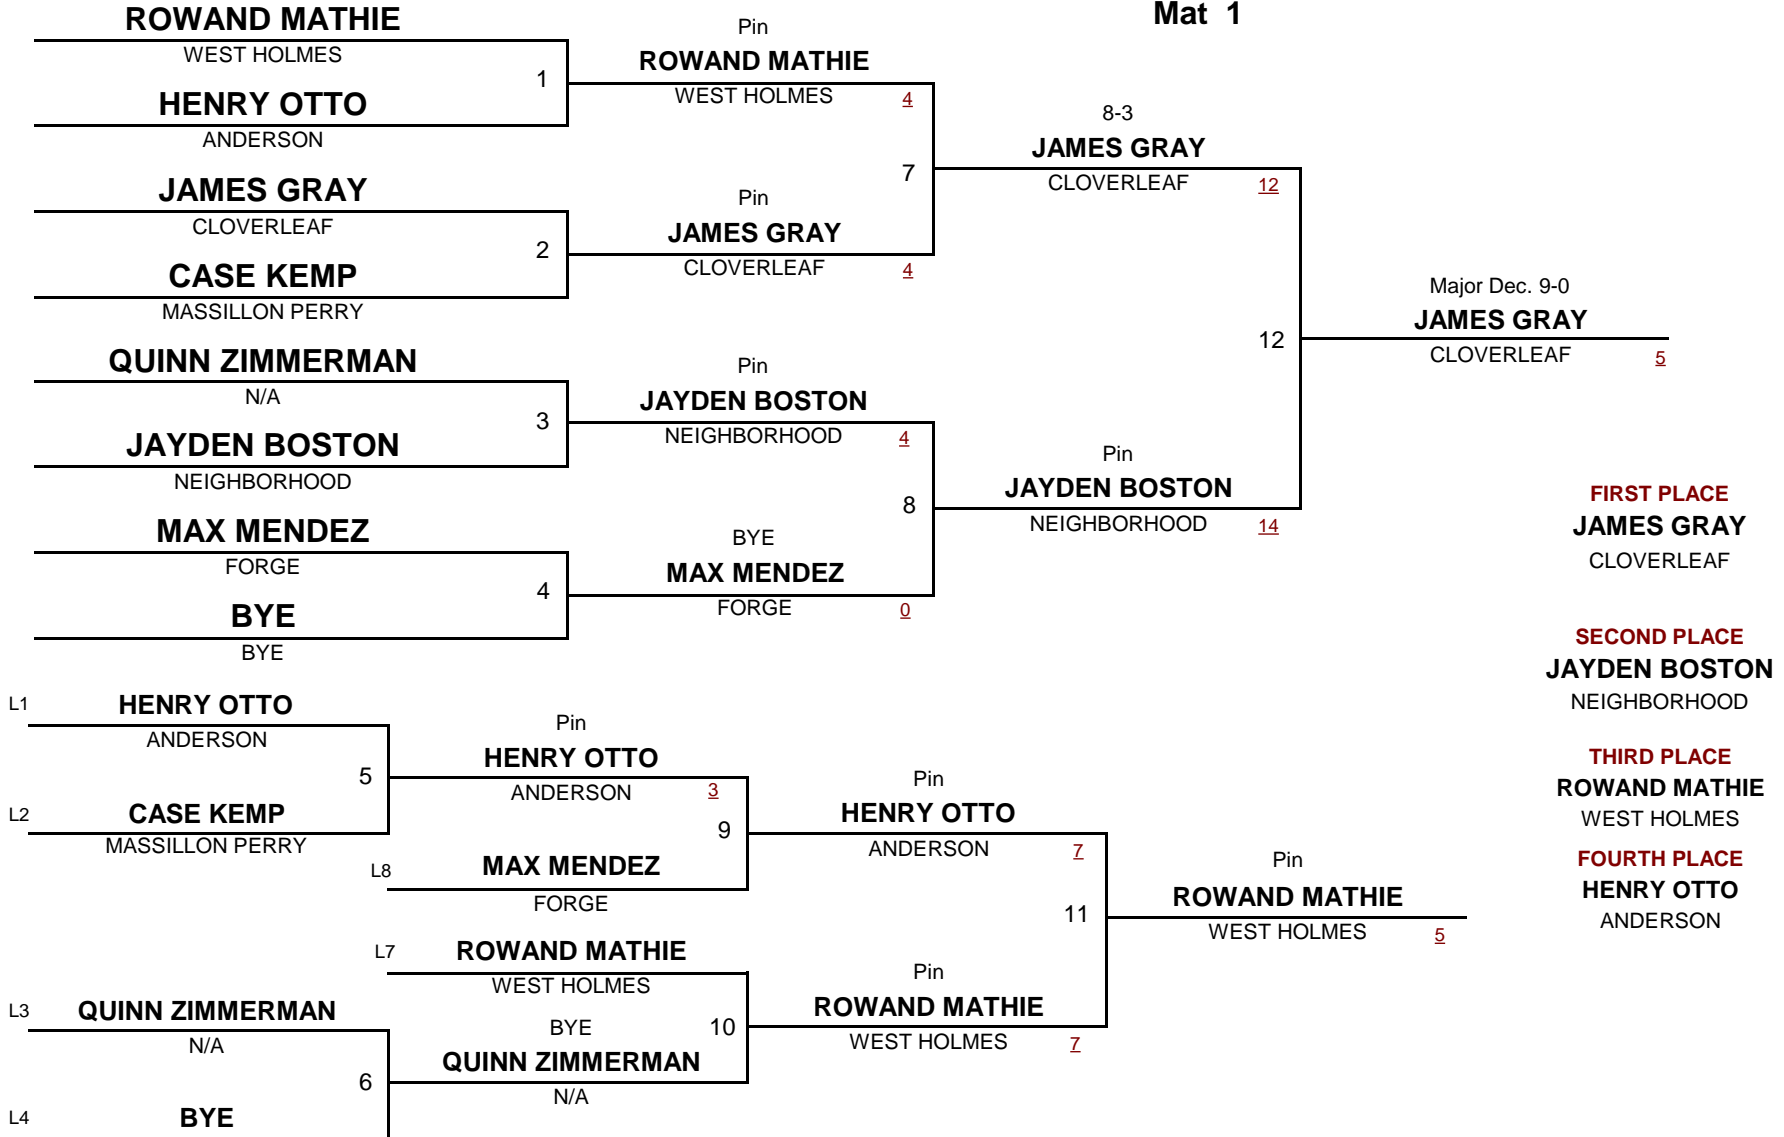 Mat 1
ROWAND MATHIE
WEST HOLMES
1
HENRY OTTO
ANDERSON
JAMES GRAY
CLOVERLEAF
2
CASE KEMP
MASSILLON PERRY
QUINN ZIMMERMAN
N/A
3
JAYDEN BOSTON
NEIGHBORHOOD
MAX MENDEZ
FORGE
4
BYE
BYE
Pin
ROWAND MATHIE
WEST HOLMES 4
7
Pin
JAMES GRAY
CLOVERLEAF 4
Pin
JAYDEN BOSTON
NEIGHBORHOOD 4
8
BYE
MAX MENDEZ
FORGE 0
8-3
JAMES GRAY
CLOVERLEAF 12
12
Pin
JAYDEN BOSTON
NEIGHBORHOOD 14
Major Dec. 9-0
JAMES GRAY
CLOVERLEAF 5
FIRST PLACE
JAMES GRAY
CLOVERLEAF
SECOND PLACE
JAYDEN BOSTON
NEIGHBORHOOD
THIRD PLACE
ROWAND MATHIE
WEST HOLMES
FOURTH PLACE
HENRY OTTO
ANDERSON
L1 HENRY OTTO
ANDERSON
5
L2 CASE KEMP
MASSILLON PERRY
L3 QUINN ZIMMERMAN
N/A
6
L4 BYE
Pin
HENRY OTTO
ANDERSON 3
9
L8 MAX MENDEZ
FORGE
L7 ROWAND MATHIE
WEST HOLMES
BYE 10
QUINN ZIMMERMAN
N/A
Pin
HENRY OTTO
ANDERSON 7
11
Pin
ROWAND MATHIE
WEST HOLMES 7
Pin
ROWAND MATHIE
WEST HOLMES 5